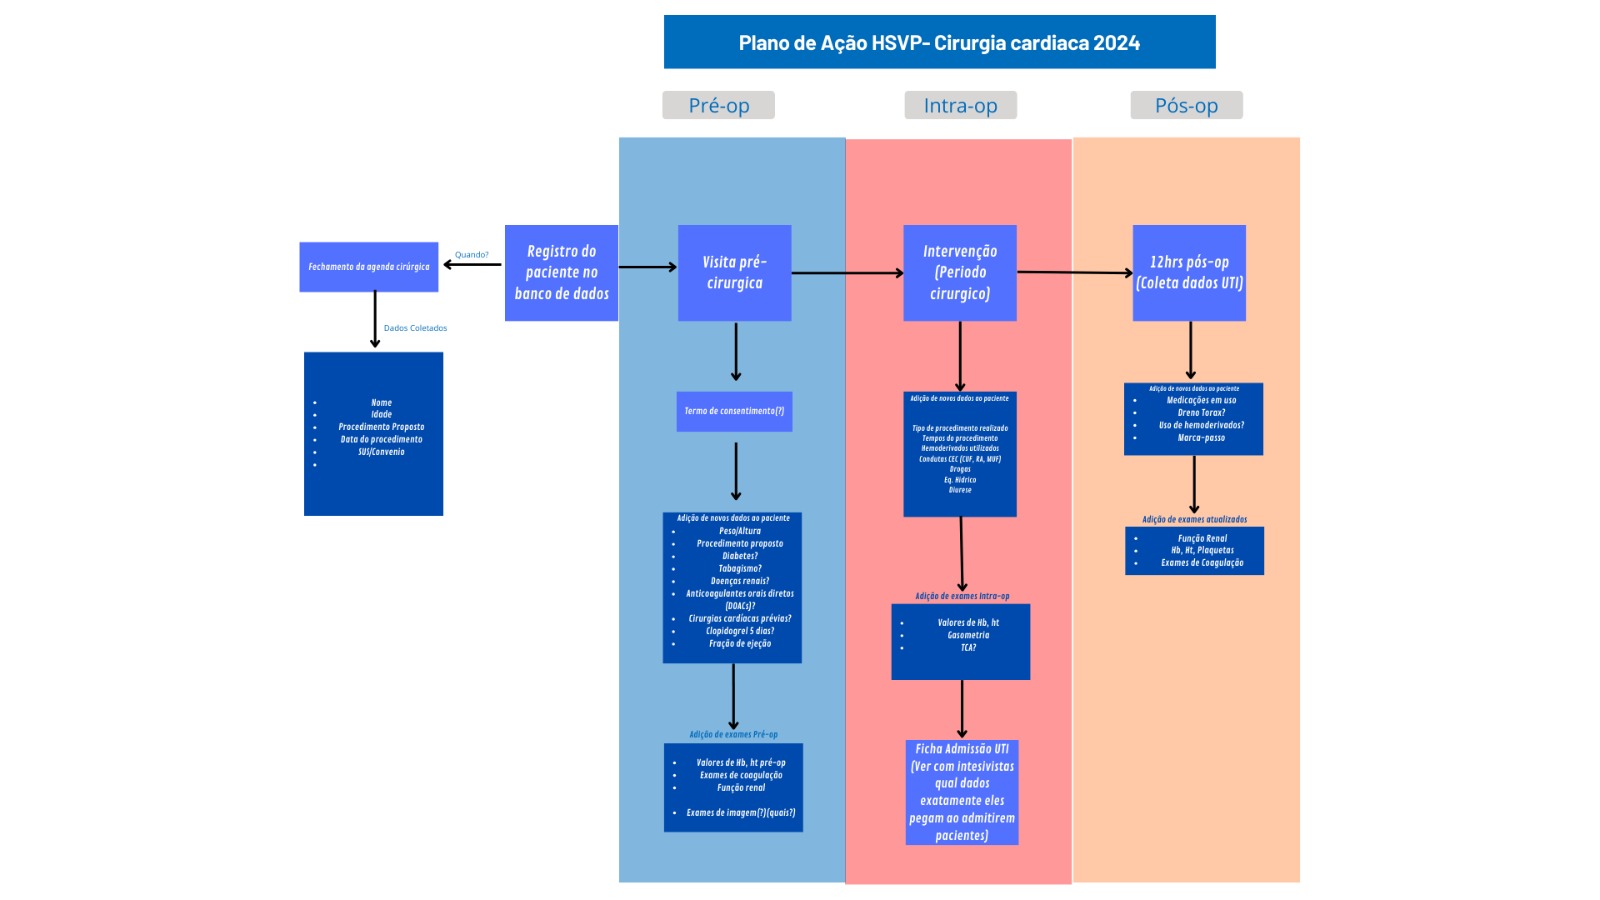 Plano de Ação HSVP- Cirurgia cardiaca 2024
Pré-op
Intra-op
Pós-op
Fechamento da agenda cirúrgica
Quando?
Registro do
paciente no
banco de dados
Dados Coletados
Nome
Idade
Procedimento Proposto
Data do procedimento
SUS/Convenio
Visita pré-
cirurgica
Termo de consentimento(?)
Adição de novos dados ao paciente
Peso/Altura
Procedimento proposto
Diabetes?
Tabagismo?
Doenças renais?
Anticoagulantes orais diretos
(DOACs)?
Cirurgias cardíacas prévias?
Clopidogrel 5 dias?
Fração de ejeção
Adição de exames Pré-op
Valores de Hb, ht pré-op
Exames de coagulação
Função renal
Exames de imagem(?)(quais?)
Intervenção
(Periodo
cirurgico)
Adição de novos dados ao paciente
Tipo de procedimento realizado
Tempos do procedimento
Hemoderivados utilizados
Condutas CEC (CUF, RA, MUF)
Drogas
Eq. Hídrico
Diurese
Adição de exames Intra-op
Valores de Hb, ht
Gasometria
TCA?
Ficha Admissão UTI
(Ver com intesivistas
qual dados
exatamente eles
pegam ao admitirem
pacientes)
12hrs pós-op
(Coleta dados UTI)
Adição de novos dados ao paciente
Medicações em uso
Dreno Torax?
Uso de hemoderivados?
Marca-passo
Adição de exames atualizados
Função Renal
Hb, Ht, Plaquetas
Exames de Coagulação